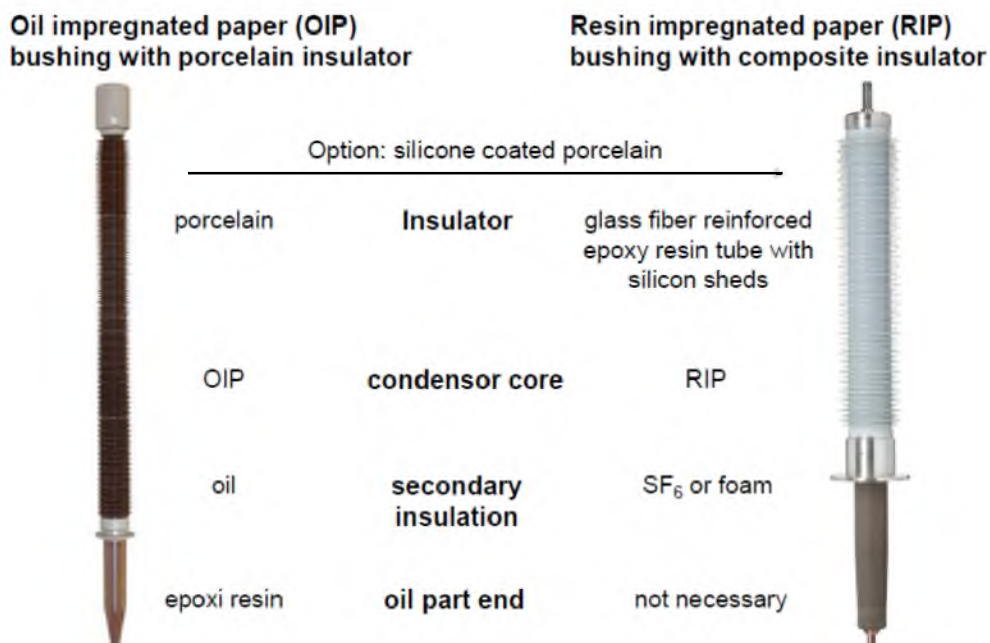 Oil impregnated paper (OIP)
bushing with porcelain insulator
Resin impregnated paper (RIP)
bushing with composite insulator
Option: silicone coated porcelain
porcelain
Insulator
glass fiber reinforced
epoxy resin tube with
silicon sheds
OIP
condensor core
RIP
oil
secondary
insulation
SF₆ or foam
epoxi resin
oil part end
not necessary